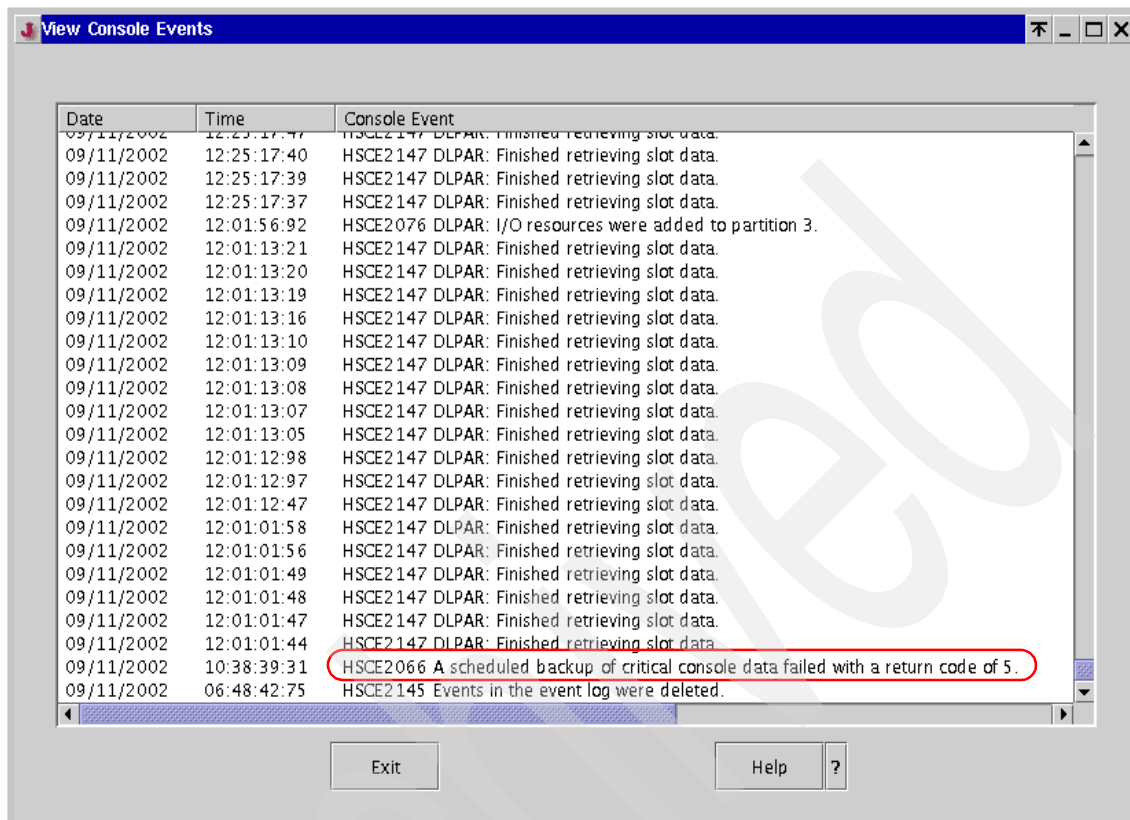 View Console Events
Date Time Console Event
09/11/2002 12:25:17:47 HSCE2147 DLPAR: Finished retrieving slot data.
09/11/2002 12:25:17:40 HSCE2147 DLPAR: Finished retrieving slot data.
09/11/2002 12:25:17:39 HSCE2147 DLPAR: Finished retrieving slot data.
09/11/2002 12:25:17:37 HSCE2147 DLPAR: Finished retrieving slot data.
09/11/2002 12:01:56:92 HSCE2076 DLPAR: I/O resources were added to partition 3.
09/11/2002 12:01:13:21 HSCE2147 DLPAR: Finished retrieving slot data.
09/11/2002 12:01:13:20 HSCE2147 DLPAR: Finished retrieving slot data.
09/11/2002 12:01:13:19 HSCE2147 DLPAR: Finished retrieving slot data.
09/11/2002 12:01:13:16 HSCE2147 DLPAR: Finished retrieving slot data.
09/11/2002 12:01:13:10 HSCE2147 DLPAR: Finished retrieving slot data.
09/11/2002 12:01:13:09 HSCE2147 DLPAR: Finished retrieving slot data.
09/11/2002 12:01:13:08 HSCE2147 DLPAR: Finished retrieving slot data.
09/11/2002 12:01:13:07 HSCE2147 DLPAR: Finished retrieving slot data.
09/11/2002 12:01:13:05 HSCE2147 DLPAR: Finished retrieving slot data.
09/11/2002 12:01:12:98 HSCE2147 DLPAR: Finished retrieving slot data.
09/11/2002 12:01:12:97 HSCE2147 DLPAR: Finished retrieving slot data.
09/11/2002 12:01:12:47 HSCE2147 DLPAR: Finished retrieving slot data.
09/11/2002 12:01:01:58 HSCE2147 DLPAR: Finished retrieving slot data.
09/11/2002 12:01:01:56 HSCE2147 DLPAR: Finished retrieving slot data.
09/11/2002 12:01:01:49 HSCE2147 DLPAR: Finished retrieving slot data.
09/11/2002 12:01:01:48 HSCE2147 DLPAR: Finished retrieving slot data.
09/11/2002 12:01:01:47 HSCE2147 DLPAR: Finished retrieving slot data.
09/11/2002 12:01:01:44 HSCE2147 DLPAR: Finished retrieving slot data.
09/11/2002 10:38:39:31 HSCE2066 A scheduled backup of critical console data failed with a return code of 5.
09/11/2002 06:48:42:75 HSCE2145 Events in the event log were deleted.
Exit Help ?